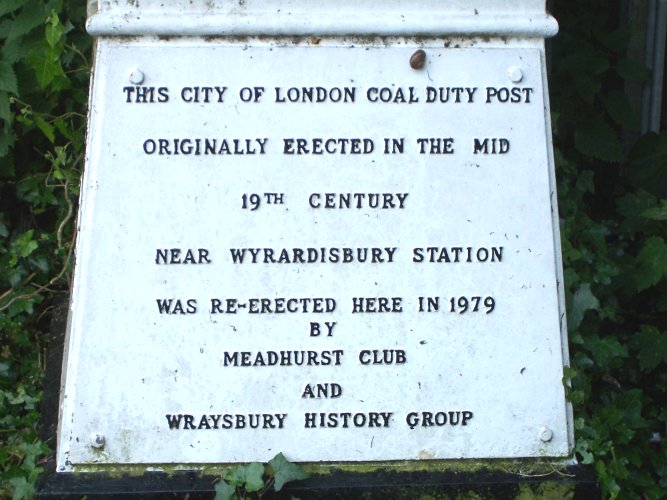 THIS CITY OF LONDON COAL DUTY POST
ORIGINALLY ERECTED IN THE MID
19TH CENTURY
NEAR WYRARDISBURY STATION
WAS RE-ERECTED HERE IN 1979
BY
MEADHURST CLUB
AND
WRAYSBURY HISTORY GROUP